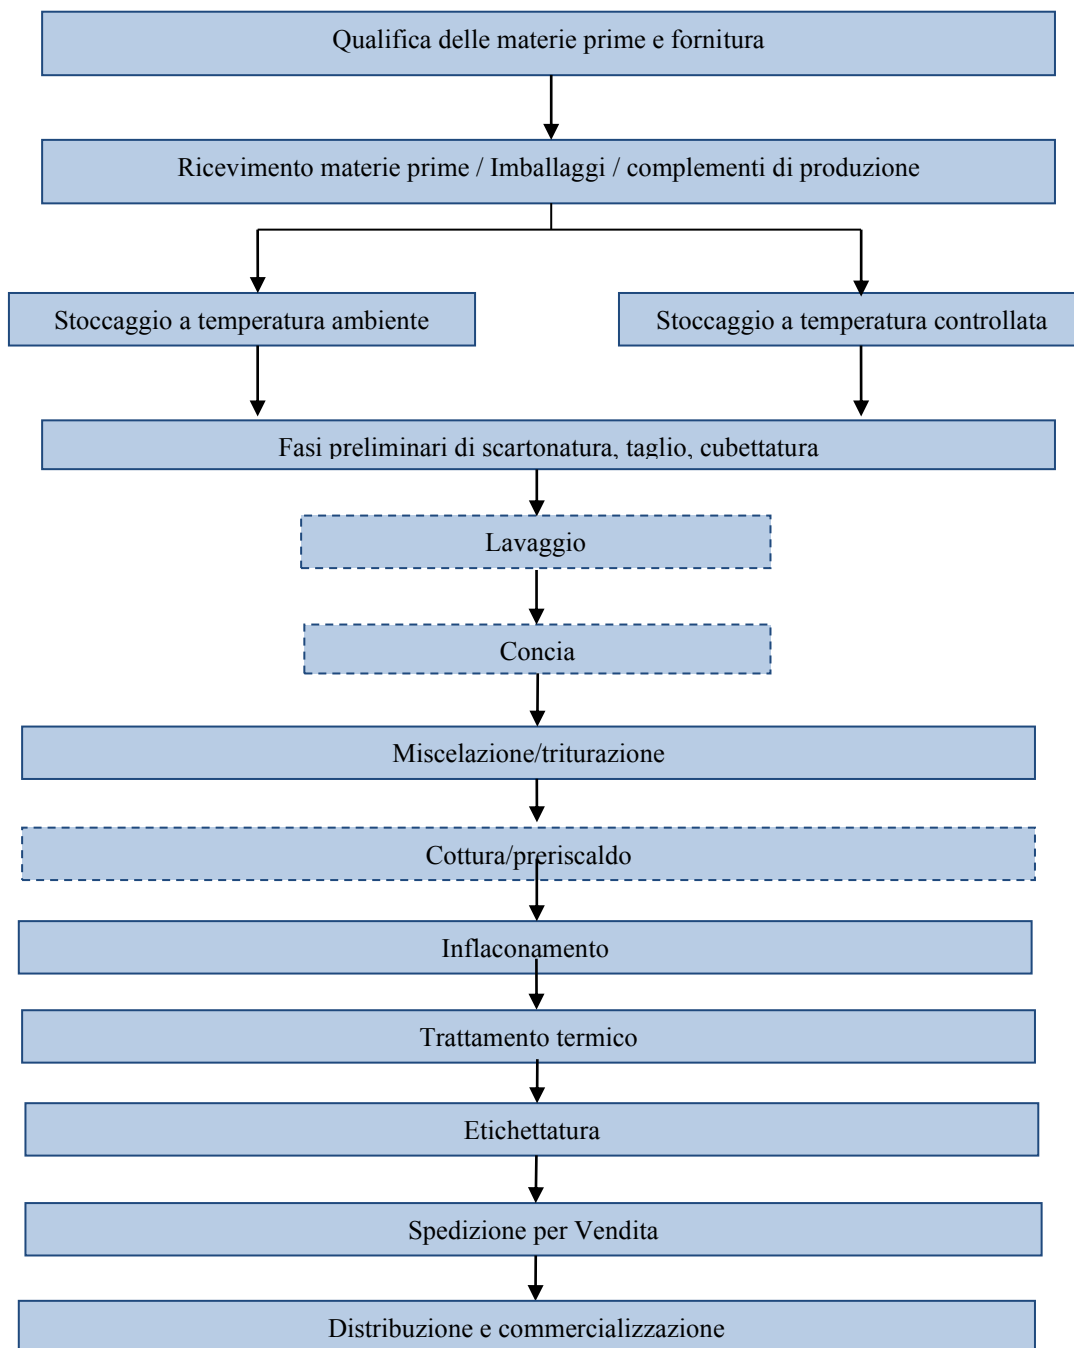 Qualifica delle materie prime e fornitura
Ricevimento materie prime / Imballaggi / complementi di produzione
Stoccaggio a temperatura ambiente
Stoccaggio a temperatura controllata
Fasi preliminari di scartonatura, taglio, cubettatura
Lavaggio
Concia
Miscelazione/triturazione
Cottura/preriscaldo
Inflaconamento
Trattamento termico
Etichettatura
Spedizione per Vendita
Distribuzione e commercializzazione